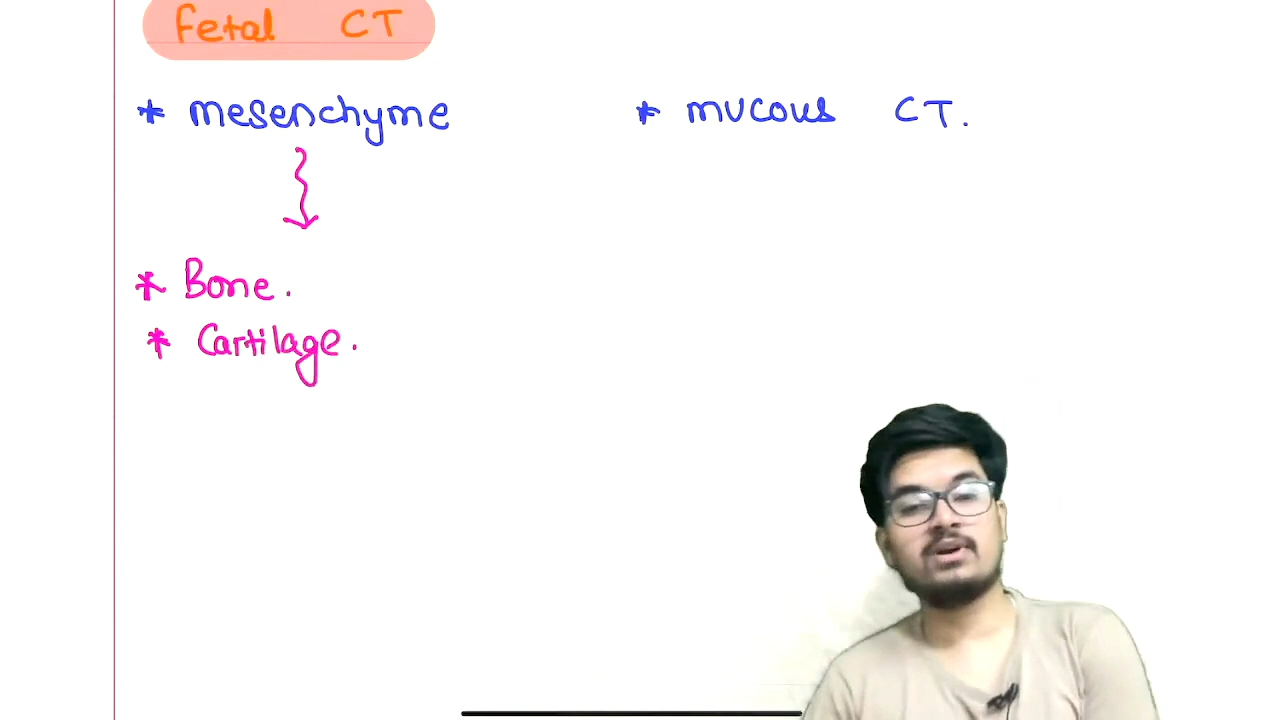 Fetal CT
* mesenchyme
* mucous CT.
* Bone.
* Cartilage.